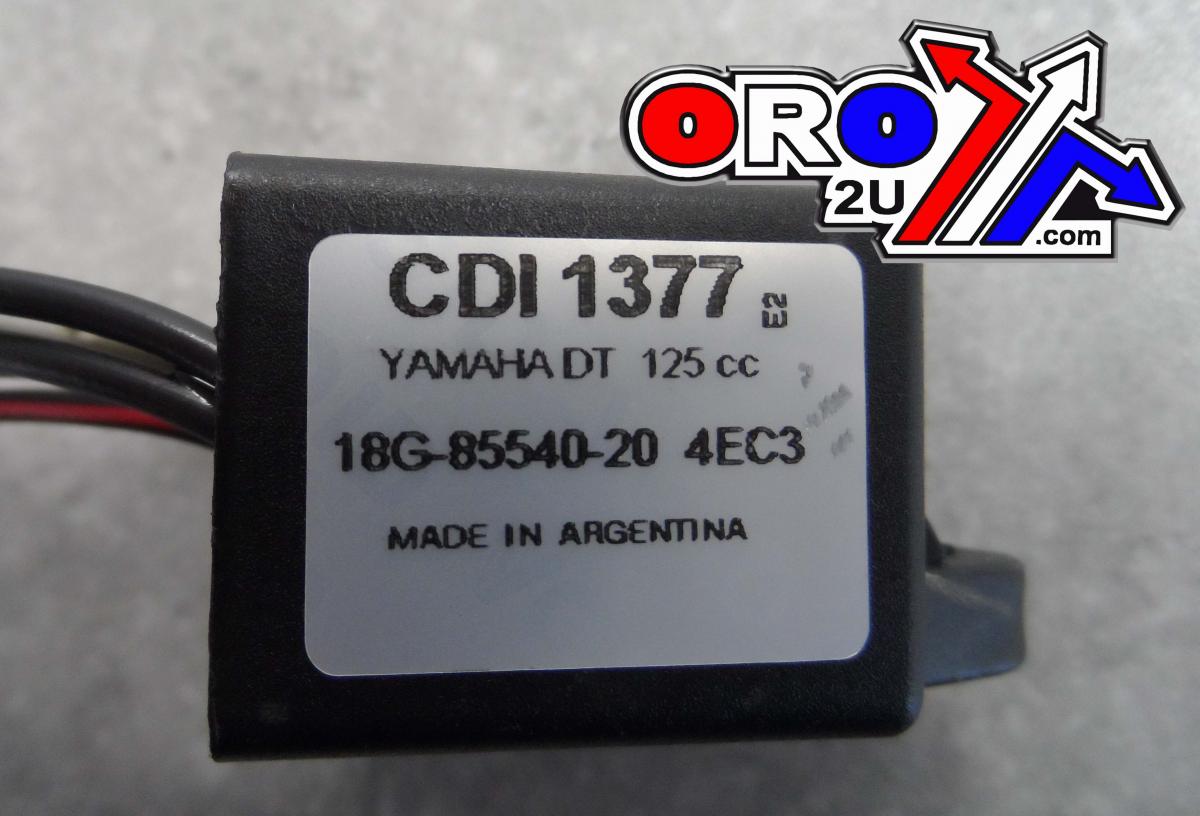 ORO
2U
.com
CDI 1377 E2
YAMAHA DT 125 cc
18G-85540-20 4EC3
MADE IN ARGENTINA